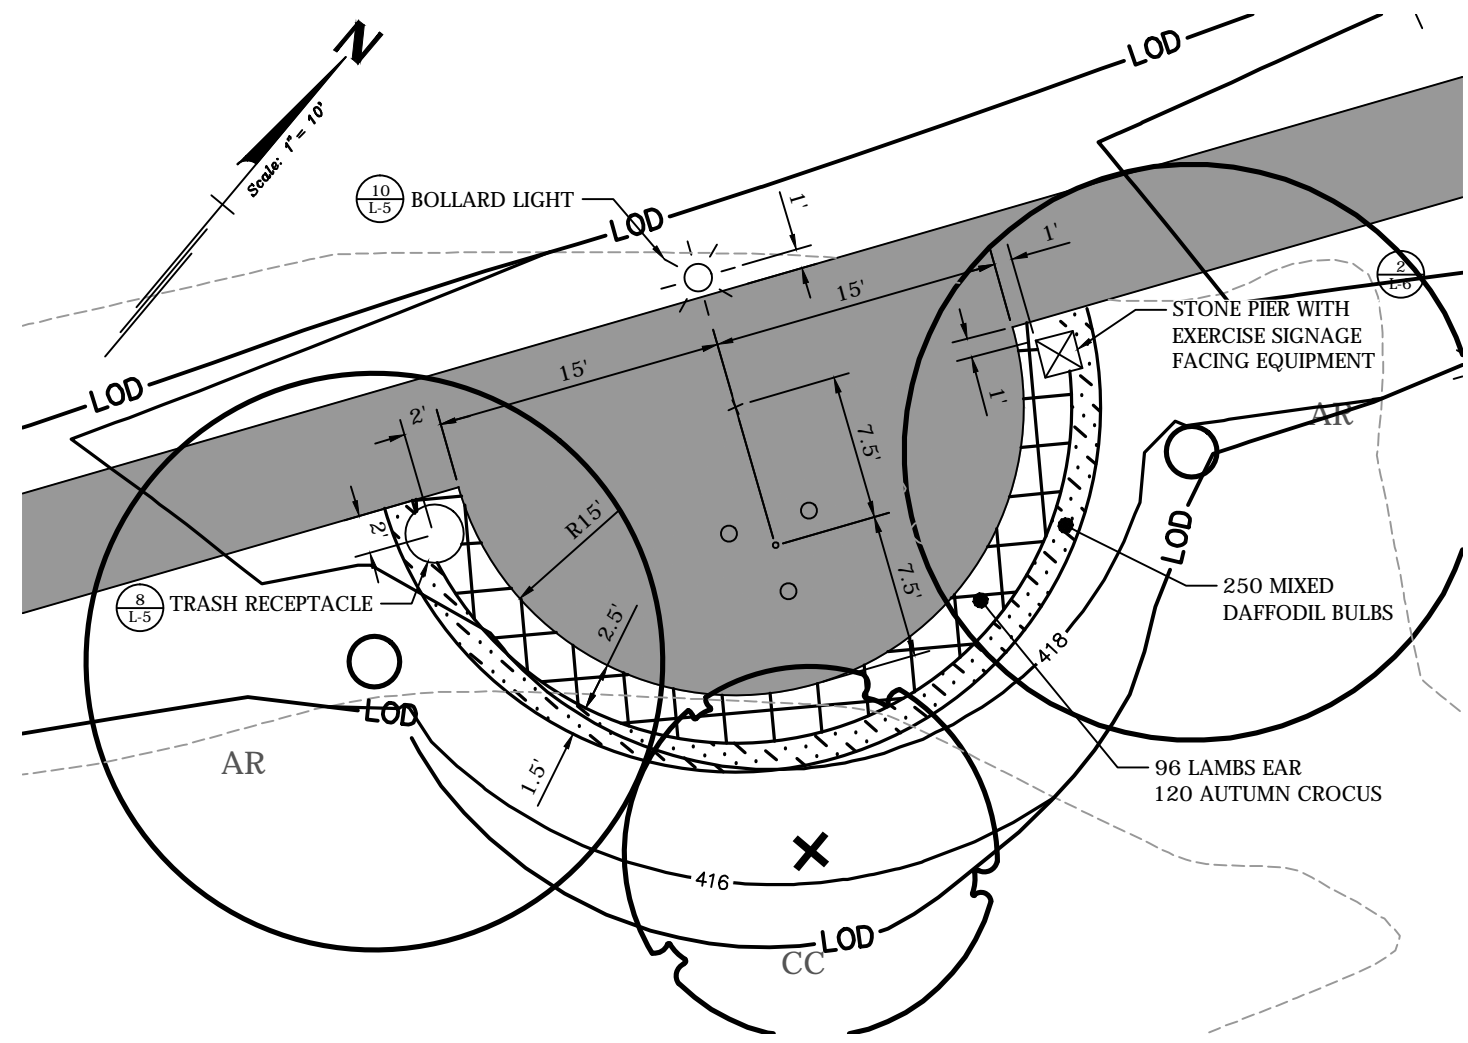 N
Scale: 1" = 10'
LOD
10
L-5
BOLLARD LIGHT
LOD
1'
1'
15'
2
L-6
STONE PIER WITH
EXERCISE SIGNAGE
FACING EQUIPMENT
15'
LOD
2'
1'
AR
7.5'
R15'
2'
LOD
7.5'
8
L-5
TRASH RECEPTACLE
250 MIXED
DAFFODIL BULBS
2.5'
418
LOD
AR
1.5'
96 LAMBS EAR
120 AUTUMN CROCUS
416
LOD
CC